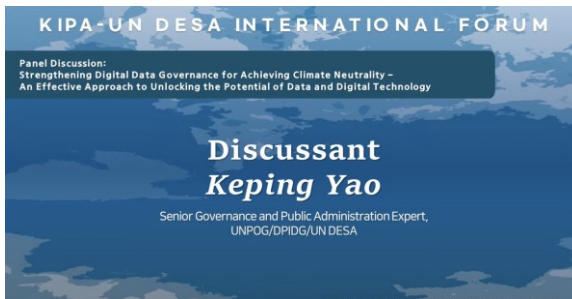 KIPA-UN DESA INTERNATIONAL FORUM
Panel Discussion:
Strengthening Digital Data Governance for Achieving Climate Neutrality –
An Effective Approach to Unlocking the Potential of Data and Digital Technology
Discussant
Keping Yao
Senior Governance and Public Administration Expert,
UNPOG/DPIDG/UN DESA